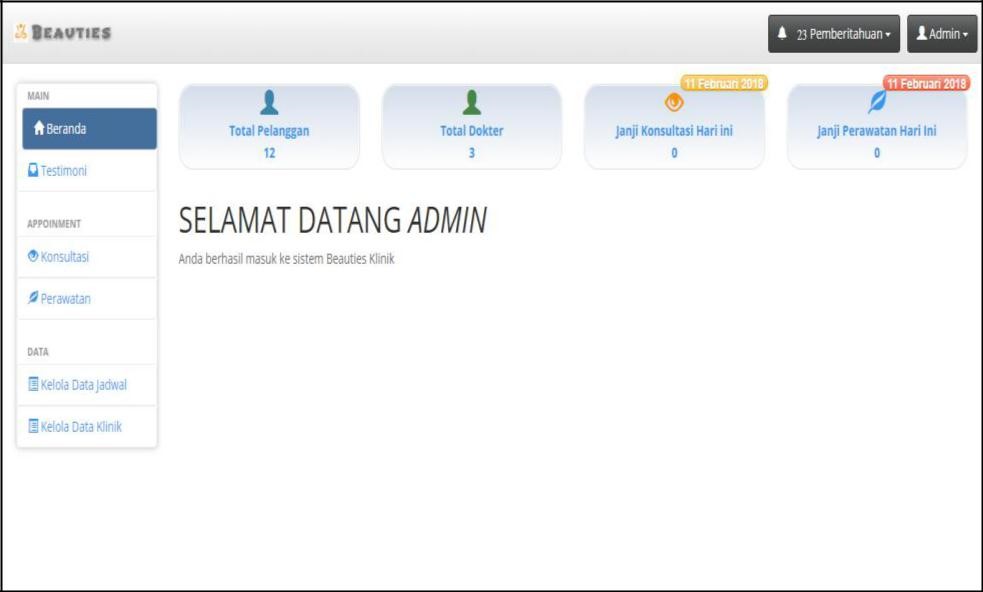 BEAUTIES
23 Pemberitahuan
Admin
MAIN
Beranda
Testimoni
APPOINMENT
Konsultasi
Perawatan
DATA
Kelola Data Jadwal
Kelola Data Klinik
Total Pelanggan
12
Total Dokter
3
11 Februari 2018
Janji Konsultasi Hari ini
0
11 Februari 2018
Janji Perawatan Hari Ini
0
SELAMAT DATANG ADMIN
Anda berhasil masuk ke sistem Beauties Klinik